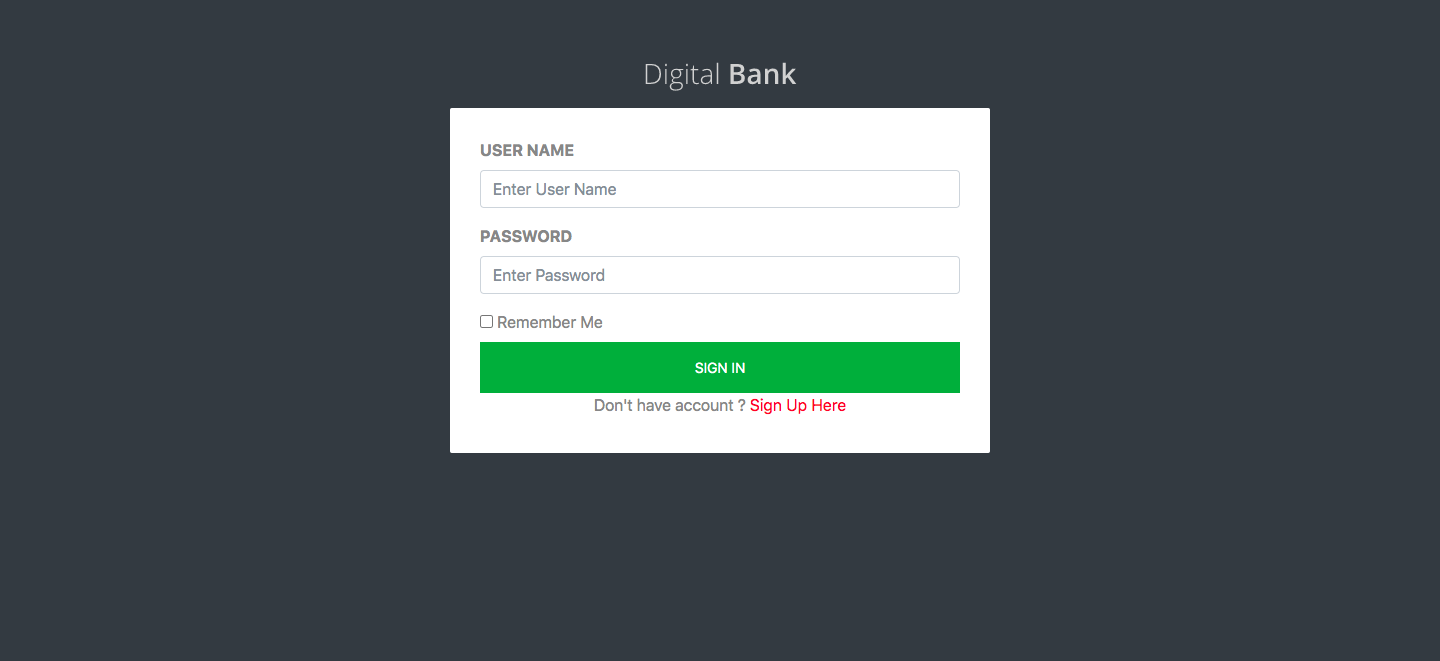 Digital Bank
USER NAME
Enter User Name
PASSWORD
Enter Password
Remember Me
SIGN IN
Don't have account ? Sign Up Here